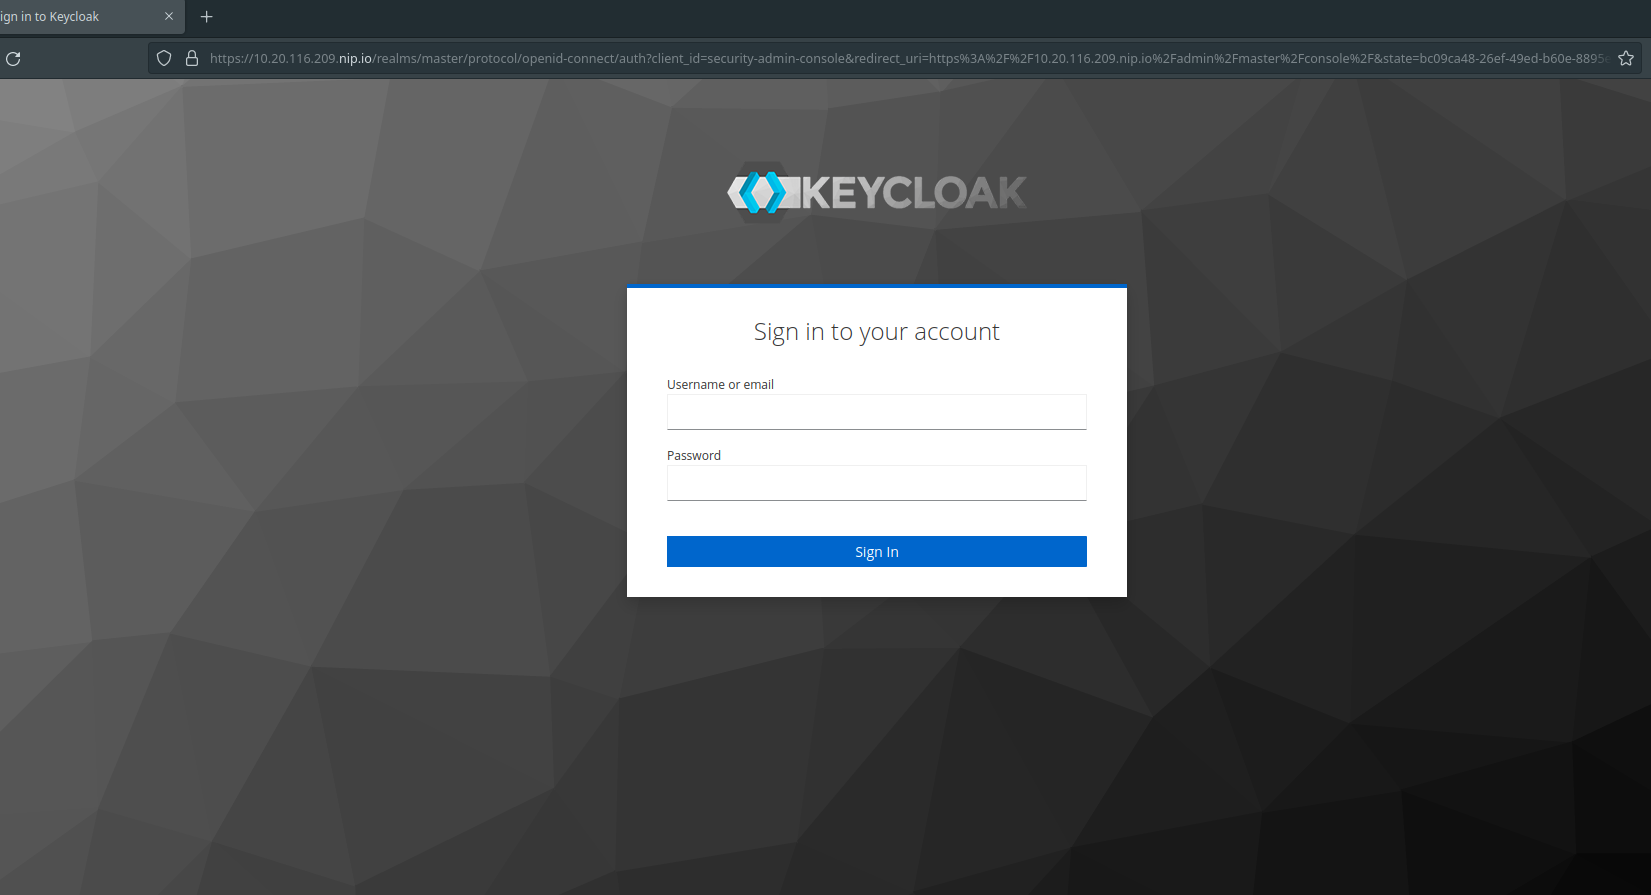 ign in to Keycloak
https://10.20.116.209.nip.io/realms/master/protocol/openid-connect/auth?client_id=security-admin-console&redirect_uri=https%3A%2F%2F10.20.116.209.nip.io%2Fadmin%2Fmaster%2Fconsole%2F&state=bc09ca48-26ef-49ed-b60e-8895e
KEYCLOAK
Sign in to your account
Username or email
Password
Sign In